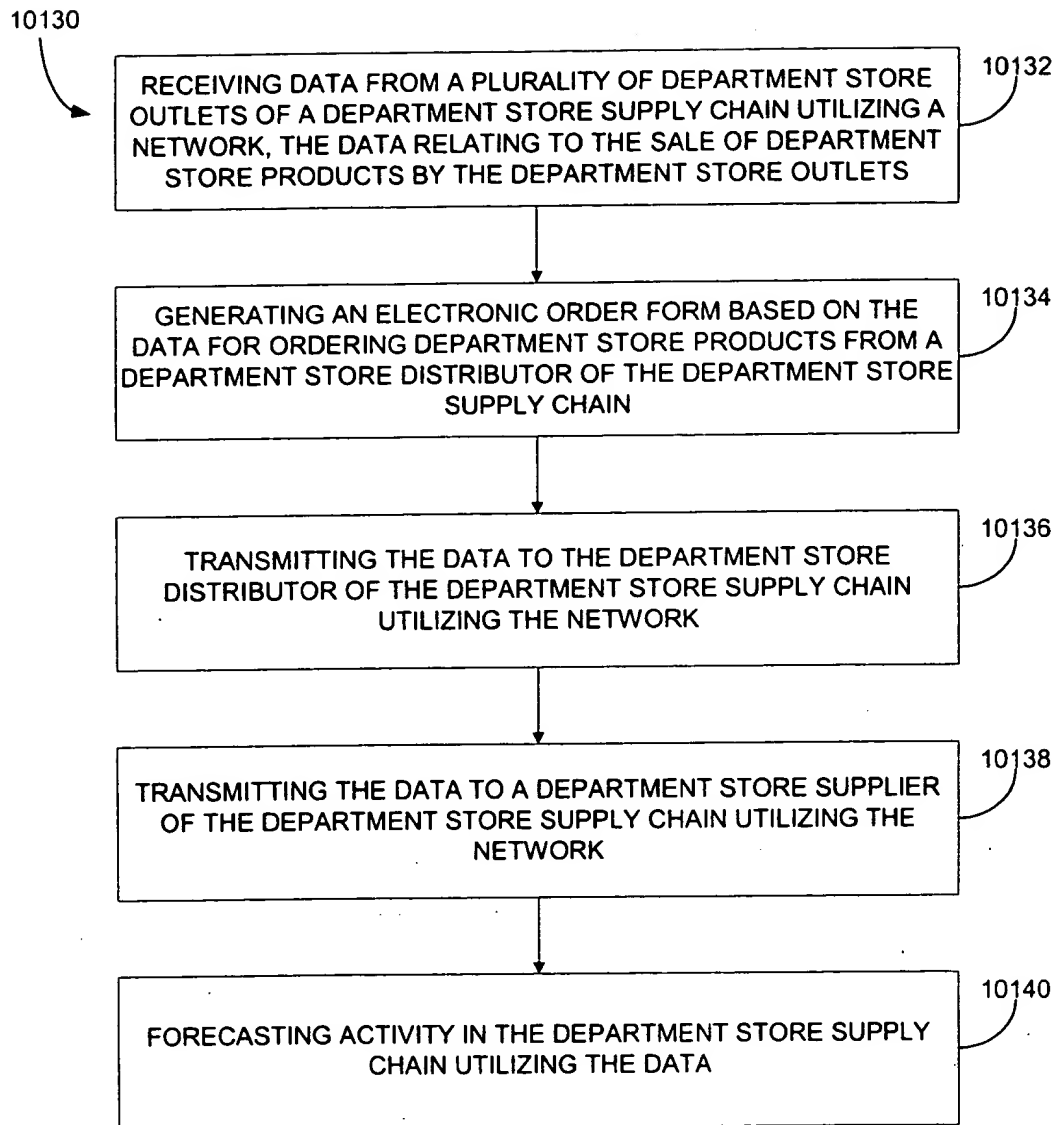 10130
RECEIVING DATA FROM A PLURALITY OF DEPARTMENT STORE
OUTLETS OF A DEPARTMENT STORE SUPPLY CHAIN UTILIZING A
NETWORK, THE DATA RELATING TO THE SALE OF DEPARTMENT
STORE PRODUCTS BY THE DEPARTMENT STORE OUTLETS
10132
GENERATING AN ELECTRONIC ORDER FORM BASED ON THE
DATA FOR ORDERING DEPARTMENT STORE PRODUCTS FROM A
DEPARTMENT STORE DISTRIBUTOR OF THE DEPARTMENT STORE
SUPPLY CHAIN
10134
TRANSMITTING THE DATA TO THE DEPARTMENT STORE
DISTRIBUTOR OF THE DEPARTMENT STORE SUPPLY CHAIN
UTILIZING THE NETWORK
10136
TRANSMITTING THE DATA TO A DEPARTMENT STORE SUPPLIER
OF THE DEPARTMENT STORE SUPPLY CHAIN UTILIZING THE
NETWORK
10138
FORECASTING ACTIVITY IN THE DEPARTMENT STORE SUPPLY
CHAIN UTILIZING THE DATA
10140